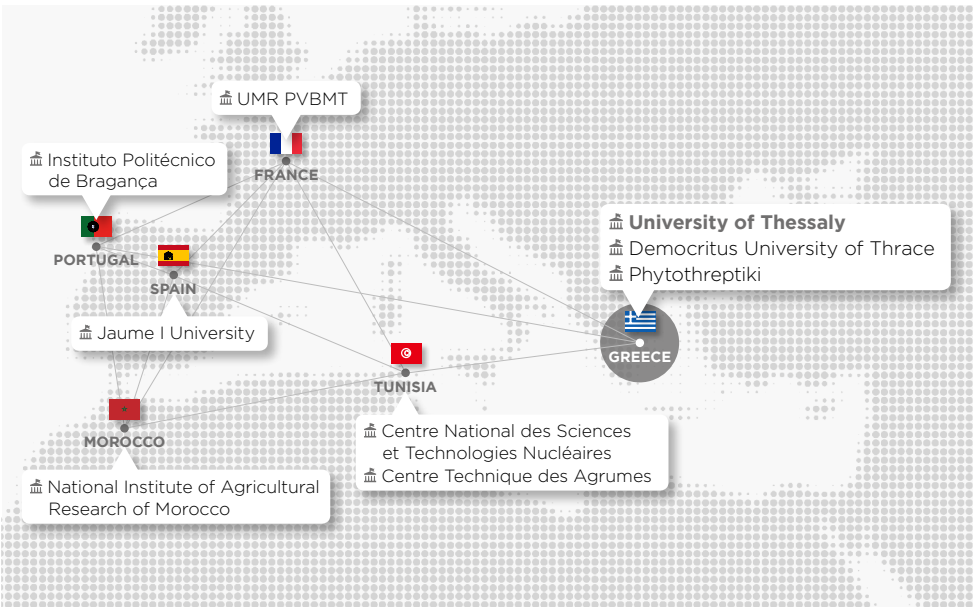 UMR PVBMT
FRANCE
Instituto Politécnico
de Bragança
PORTUGAL
SPAIN
Jaume I University
University of Thessaly
Democritus University of Thrace
Phytothreptiki
GREECE
TUNISIA
Centre National des Sciences
et Technologies Nucléaires
Centre Technique des Agrumes
MOROCCO
National Institute of Agricultural
Research of Morocco